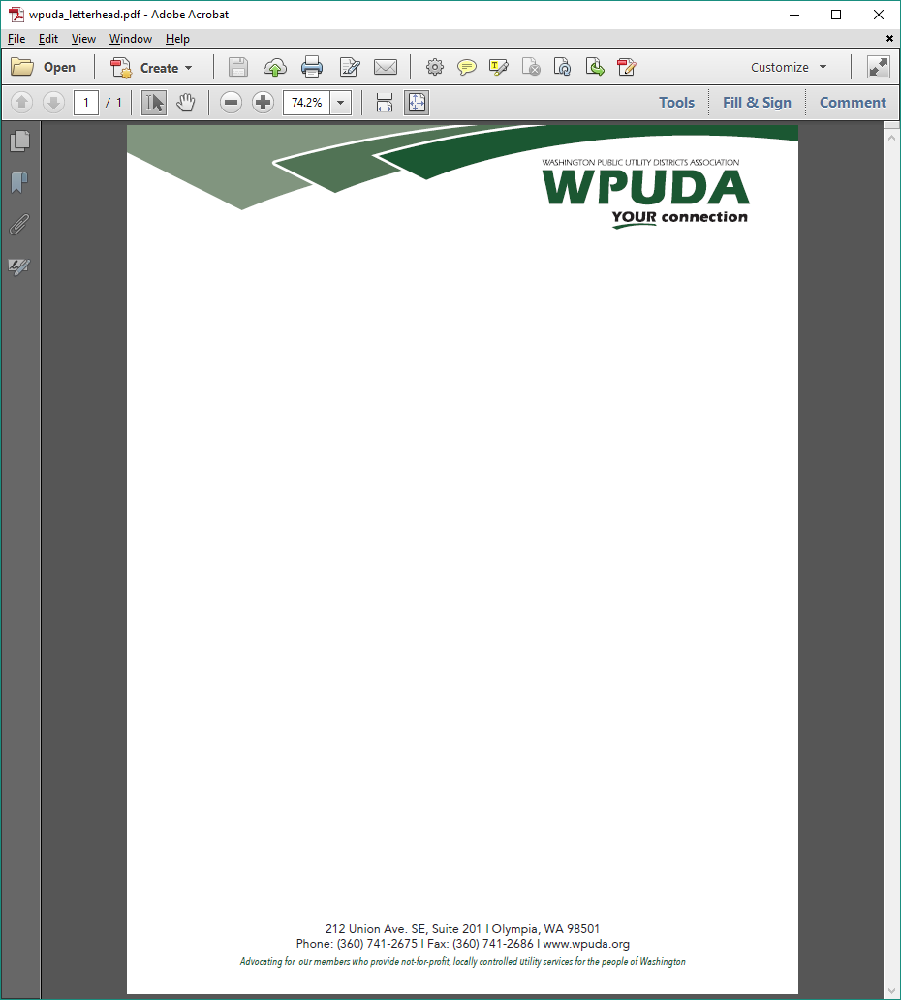 wpuda_letterhead.pdf - Adobe Acrobat
File Edit View Window Help
Open Create Customize
1 / 1 74.2% Tools Fill & Sign Comment
WASHINGTON PUBLIC UTILITY DISTRICTS ASSOCIATION
WPUDA
YOUR connection
212 Union Ave. SE, Suite 201 | Olympia, WA 98501
Phone: (360) 741-2675 | Fax: (360) 741-2686 | www.wpuda.org
Advocating for our members who provide not-for-profit, locally controlled utility services for the people of Washington